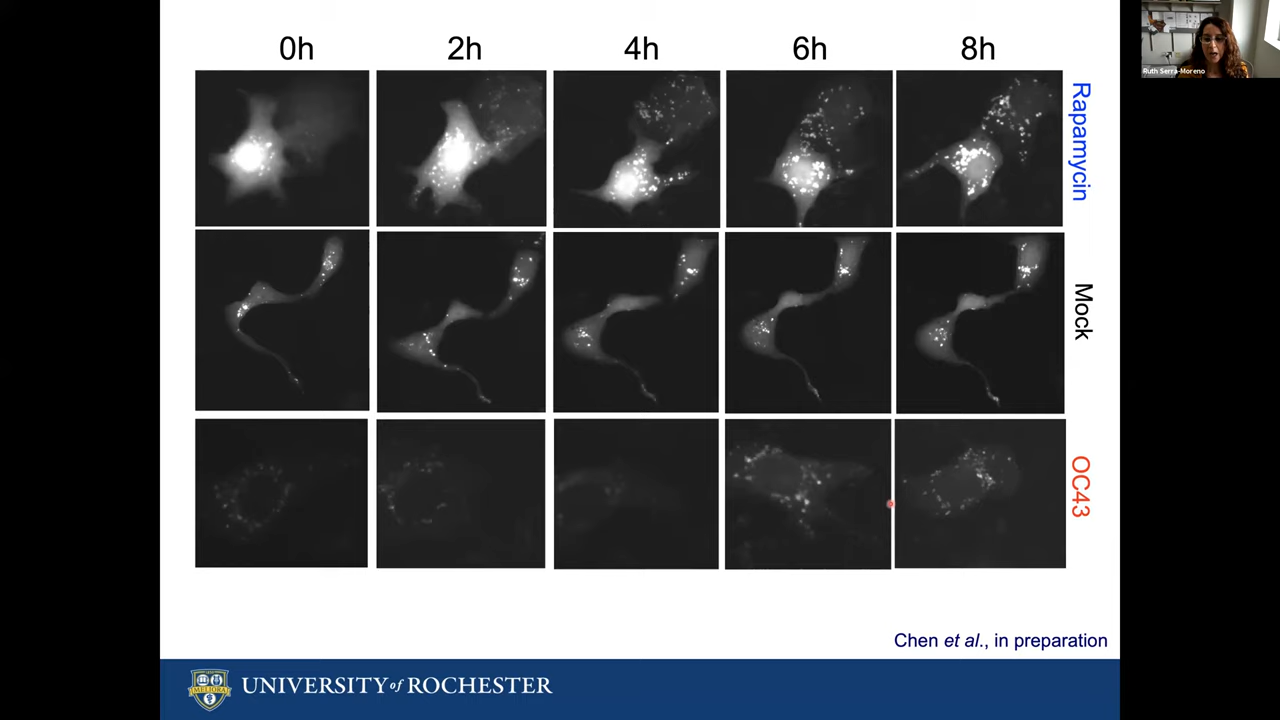 0h 2h 4h 6h 8h
Ruth Serra-Moreno
Rapamycin
Mock
OC43
Chen et al., in preparation
MELIORA
UNIVERSITY of ROCHESTER